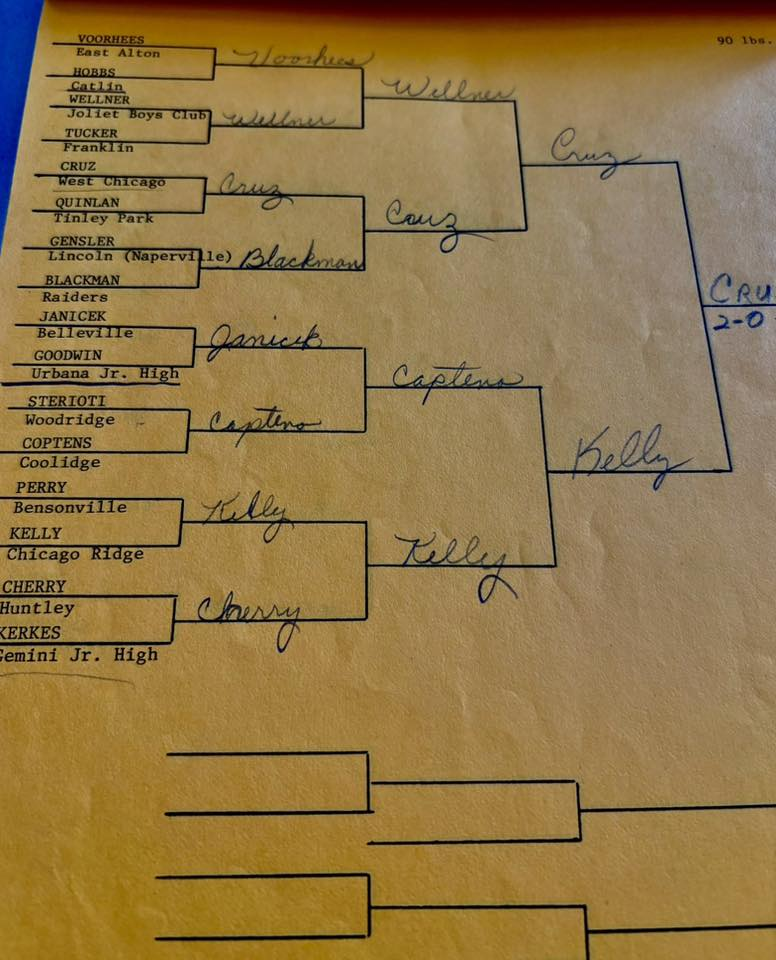 90 lbs.
VOORHEES
East Alton
Voorhees
HOBBS
Catlin
Wellner
WELLNER
Joliet Boys Club
Wellner
TUCKER
Franklin
Cruz
CRUZ
West Chicago
Cruz
QUINLAN
Tinley Park
Cruz
GENSLER
Lincoln (Naperville)
Blackman
BLACKMAN
Raiders
CRU
2-0
JANICEK
Belleville
Janicek
GOODWIN
Urbana Jr. High
Captens
STERIOTI
Woodridge
Captens
COPTENS
Coolidge
Kelly
PERRY
Bensonville
Kelly
KELLY
Chicago Ridge
Kelly
CHERRY
Huntley
Cherry
KERKES
Gemini Jr. High